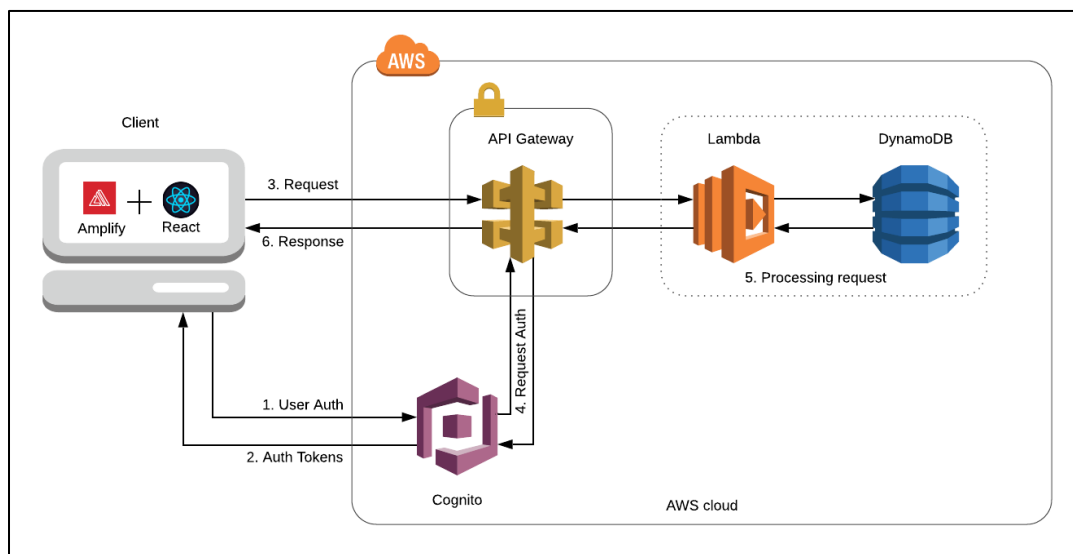 AWS
Client
API Gateway
Lambda
DynamoDB
3. Request
Amplify
React
6. Response
5. Processing request
4. Request Auth
1. User Auth
2. Auth Tokens
Cognito
AWS cloud